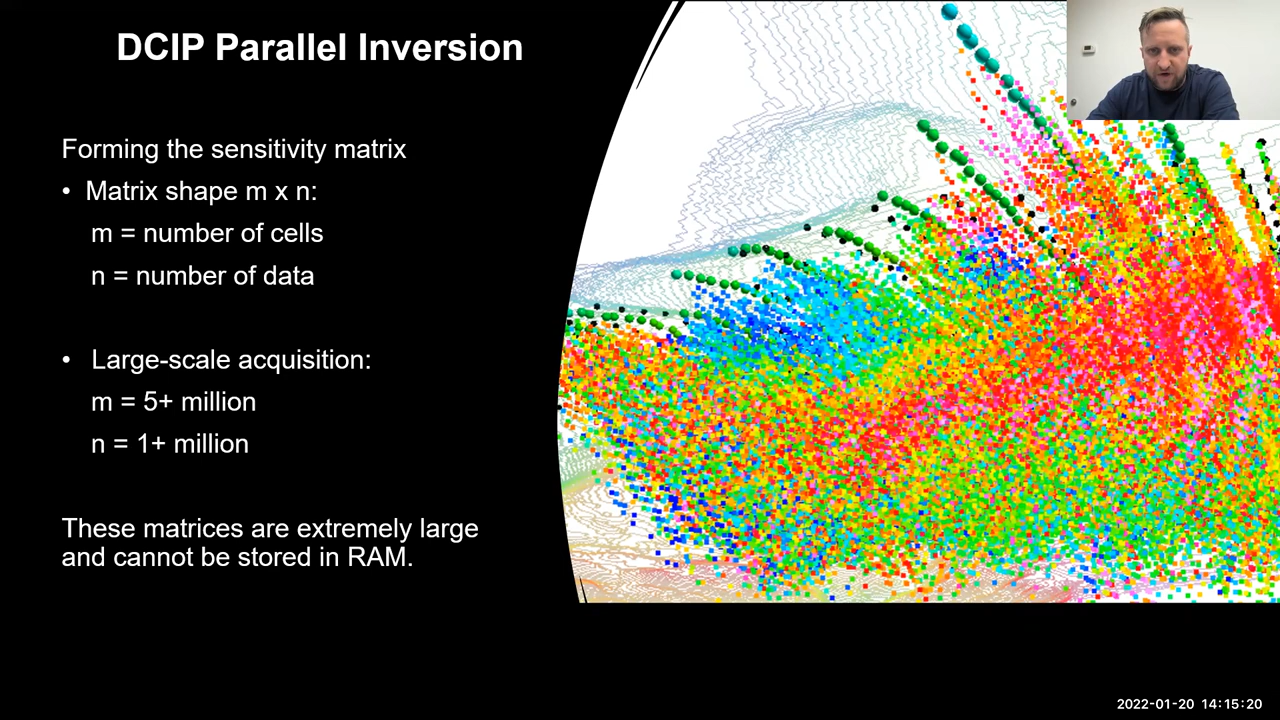 DCIP Parallel Inversion
Forming the sensitivity matrix
• Matrix shape m x n:
m = number of cells
n = number of data
• Large-scale acquisition:
m = 5+ million
n = 1+ million
These matrices are extremely large
and cannot be stored in RAM.
2022-01-20 14:15:20